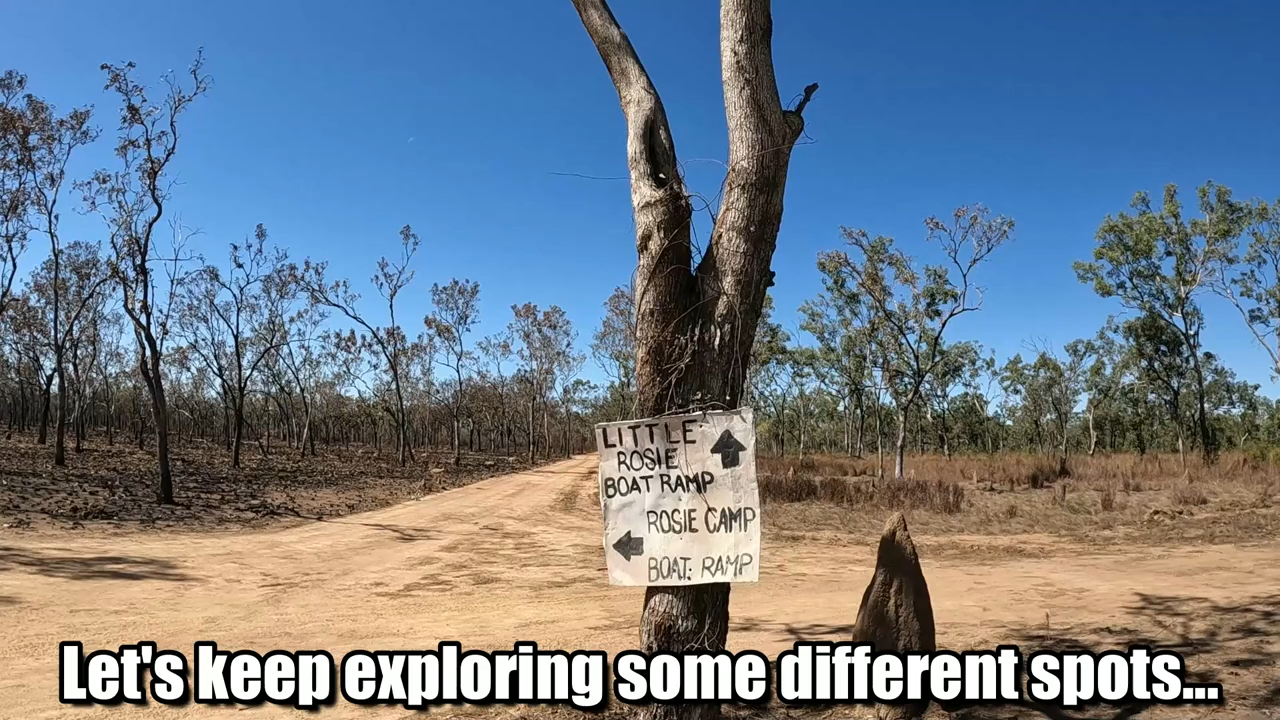 LITTLE
ROSIE
BOAT RAMP
ROSIE CAMP
BOAT: RAMP
Let's keep exploring some different spots...